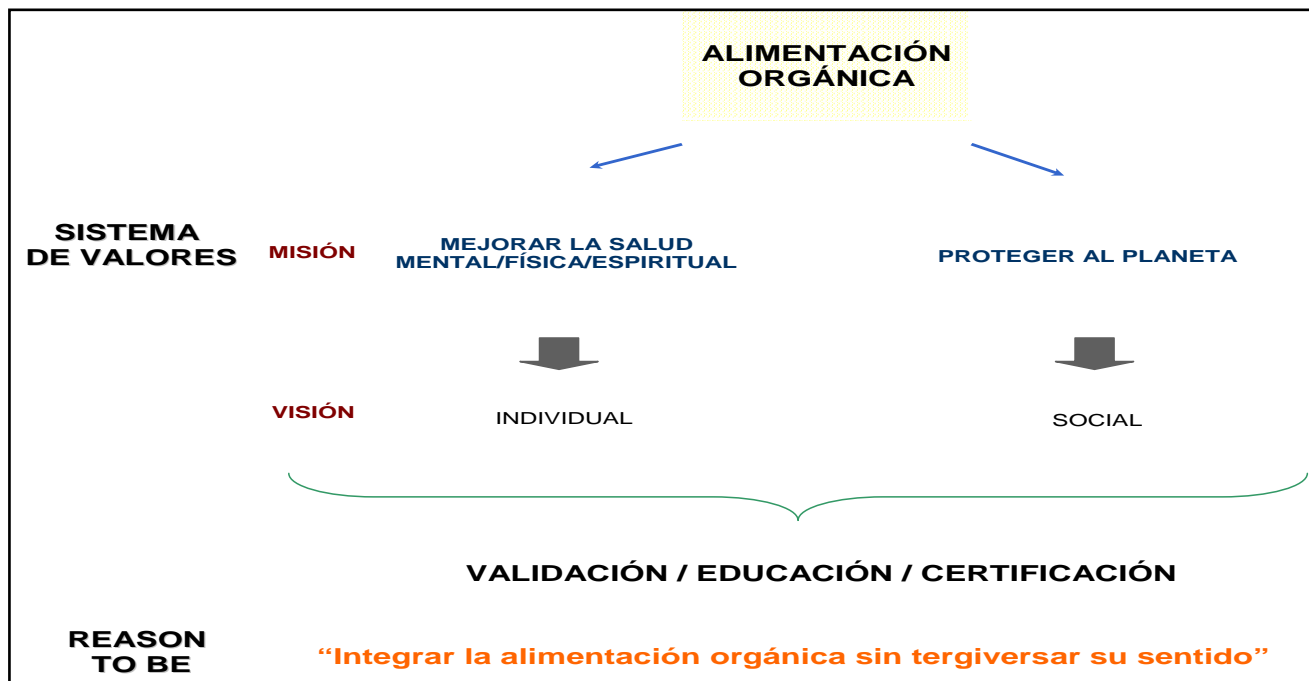 ALIMENTACIÓN
ORGÁNICA
SISTEMA
DE VALORES
MISIÓN
MEJORAR LA SALUD
MENTAL/FÍSICA/ESPIRITUAL
PROTEGER AL PLANETA
VISIÓN
INDIVIDUAL
SOCIAL
VALIDACIÓN / EDUCACIÓN / CERTIFICACIÓN
REASON
TO BE
“Integrar la alimentación orgánica sin tergiversar su sentido”